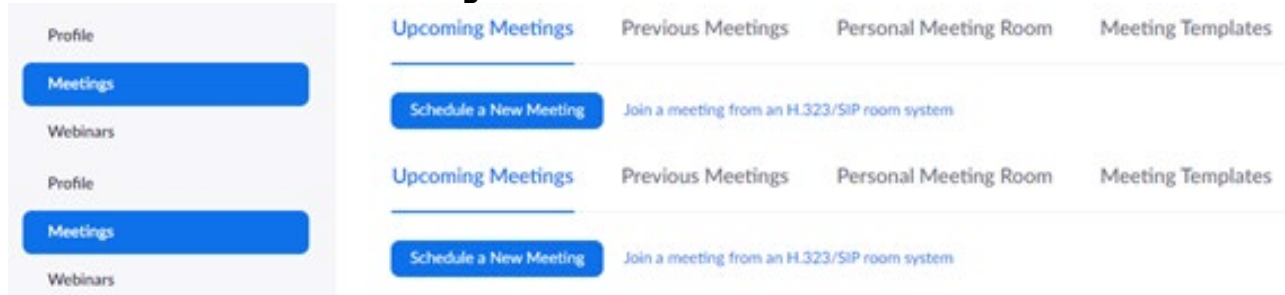 Profile
Meetings
Webinars
Profile
Meetings
Webinars
Upcoming Meetings Previous Meetings Personal Meeting Room Meeting Templates
Schedule a New Meeting Join a meeting from an H.323/SIP room system
Upcoming Meetings Previous Meetings Personal Meeting Room Meeting Templates
Schedule a New Meeting Join a meeting from an H.323/SIP room system